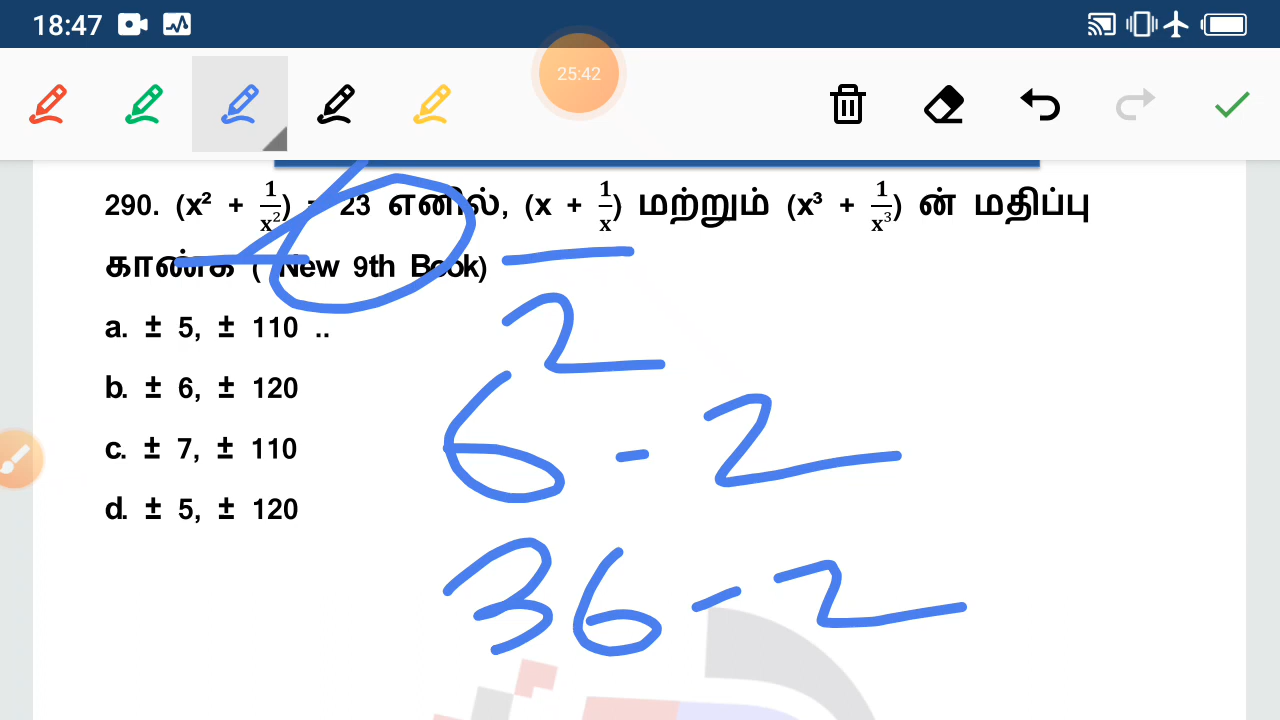 18:47
25:42
290. (x² + 1/x²) = 23 எனில், (x + 1/x) மற்றும் (x³ + 1/x³) ன் மதிப்பு
காண்க ( New 9th Book)
a. ± 5, ± 110 ..
2
b. ± 6, ± 120
6 - 2
c. ± 7, ± 110
d. ± 5, ± 120
36 - 2